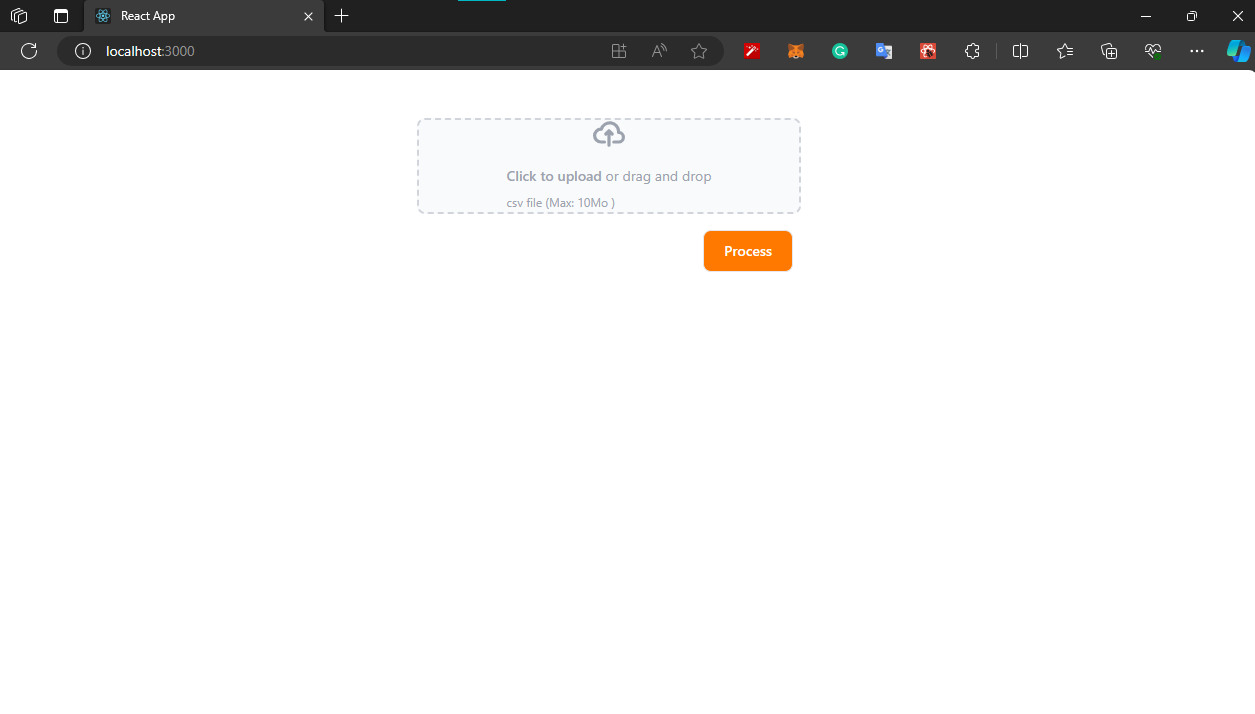 React App
localhost:3000
Click to upload or drag and drop
csv file (Max: 10Mo )
Process